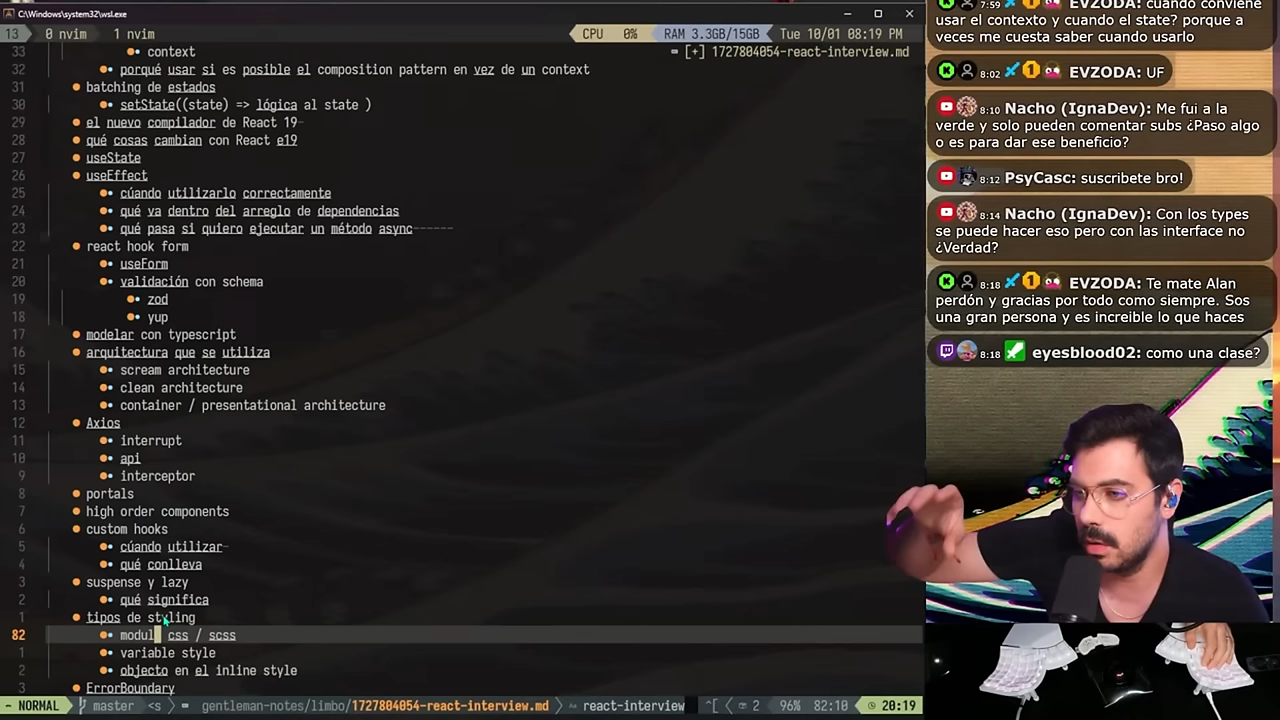 C:\Windows\system32\wsl.exe
13 0 nvim 1 nvim CPU 0% RAM 3.3GB/15GB Tue 10/01 08:19 PM
33 context [+] 1727804054-react-interview.md
32 porqué usar si es posible el composition pattern en vez de un context
31 batching de estados
30 setState((state) => lógica al state )
29 el nuevo compilador de React 19
28 qué cosas cambian con React e19
27 useState
26 useEffect
25 cúando utilizarlo correctamente
24 qué va dentro del arreglo de dependencias
23 qué pasa si quiero ejecutar un método async
22 react hook form
21 useForm
20 validación con schema
19 zod
18 yup
17 modelar con typescript
16 arquitectura que se utiliza
15 scream architecture
14 clean architecture
13 container / presentational architecture
12 Axios
11 interrupt
10 api
9 interceptor
8 portals
7 high order components
6 custom hooks
5 cúando utilizar
4 qué conlleva
3 suspense y lazy
2 qué significa
1 tipos de styling
82 modul css / scss
1 variable style
2 objecto en el inline style
3 ErrorBoundary
NORMAL master <s gentleman-notes/limbo/1727804054-react-interview.md react-interview 2 96% 82:10 20:19
7:59 EVZODA: cuando conviene
usar el contexto y cuando el state? porque a
veces me cuesta saber cuando usarlo
8:02 EVZODA: UF
8:10 Nacho (IgnaDev): Me fui a la
verde y solo pueden comentar subs ¿Paso algo
o es para dar ese beneficio?
8:12 PsyCasc: suscribete bro!
8:14 Nacho (IgnaDev): Con los types
se puede hacer eso pero con las interface no
¿Verdad?
8:18 EVZODA: Te mate Alan
perdón y gracias por todo como siempre. Sos
una gran persona y es increible lo que haces
8:18 eyesblood02: como una clase?